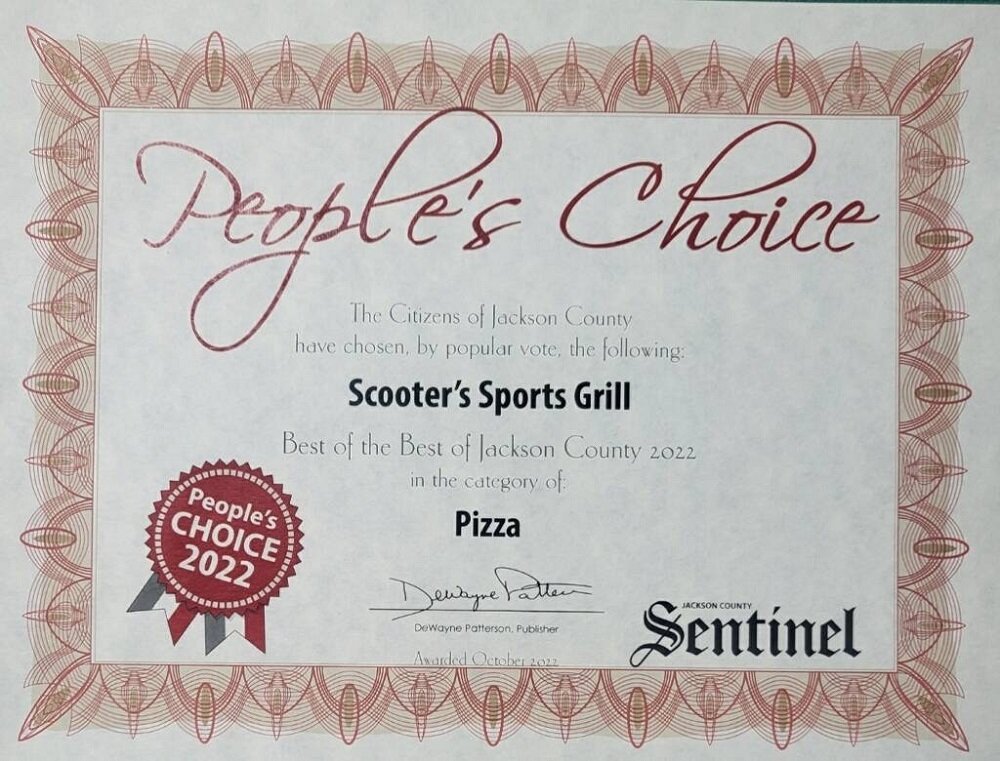 People's Choice
The Citizens of Jackson County
have chosen, by popular vote, the following:
Scooter's Sports Grill
Best of the Best of Jackson County 2022
in the category of:
Pizza
People's
CHOICE
2022
DeWayne Patterson
DeWayne Patterson, Publisher
Awarded October 2022
JACKSON COUNTY
Sentinel